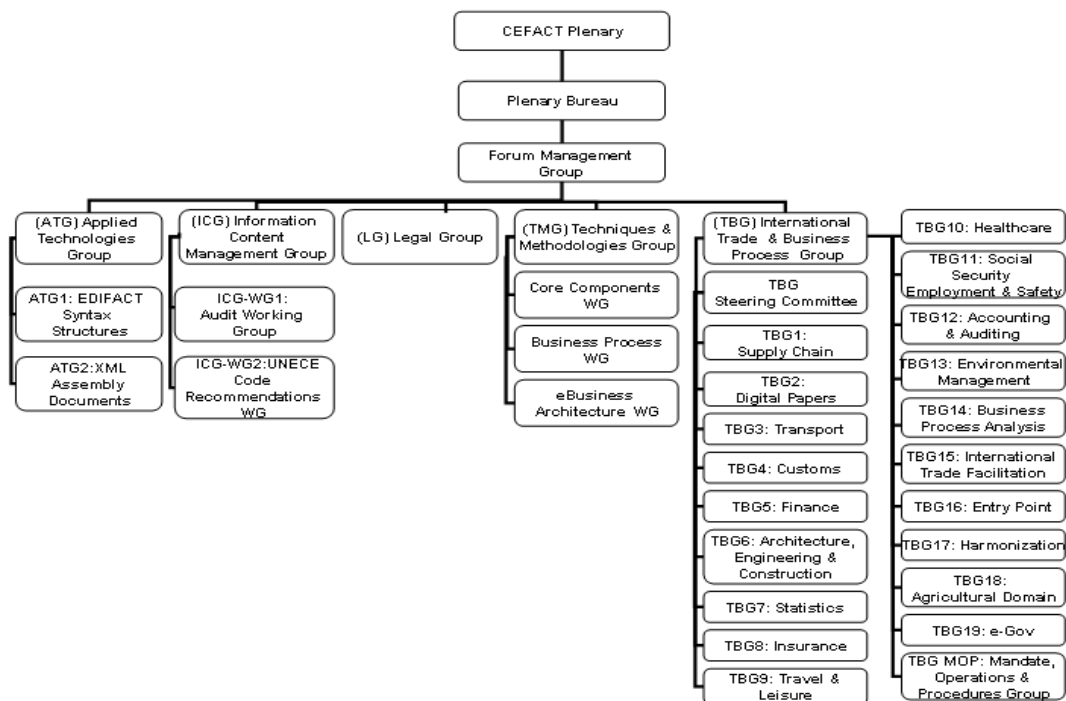 CEFACT Plenary
Plenary Bureau
Forum Management
Group
(ATG) Applied
Technologies
Group
(ICG) Information
Content
Management Group
(LG) Legal Group
(TMG) Techniques &
Methodologies Group
(TBG) International
Trade & Business
Process Group
ATG1: EDIFACT
Syntax
Structures
ATG2:XML
Assembly
Documents
ICG-WG1:
Audit Working
Group
ICG-WG2:UNECE
Code
Recommendations
WG
Core Components
WG
Business Process
WG
eBusiness
Architecture WG
TBG
Steering Committee
TBG1:
Supply Chain
TBG2:
Digital Papers
TBG3: Transport
TBG4: Customs
TBG5: Finance
TBG6: Architecture,
Engineering &
Construction
TBG7: Statistics
TBG8: Insurance
TBG9: Travel &
Leisure
TBG10: Healthcare
TBG11: Social
Security
Employment & Safety
TBG12: Accounting
& Auditing
TBG13: Environmental
Management
TBG14: Business
Process Analysis
TBG15: International
Trade Facilitation
TBG16: Entry Point
TBG17: Harmonization
TBG18:
Agricultural Domain
TBG19: e-Gov
TBG MOP: Mandate,
Operations &
Procedures Group